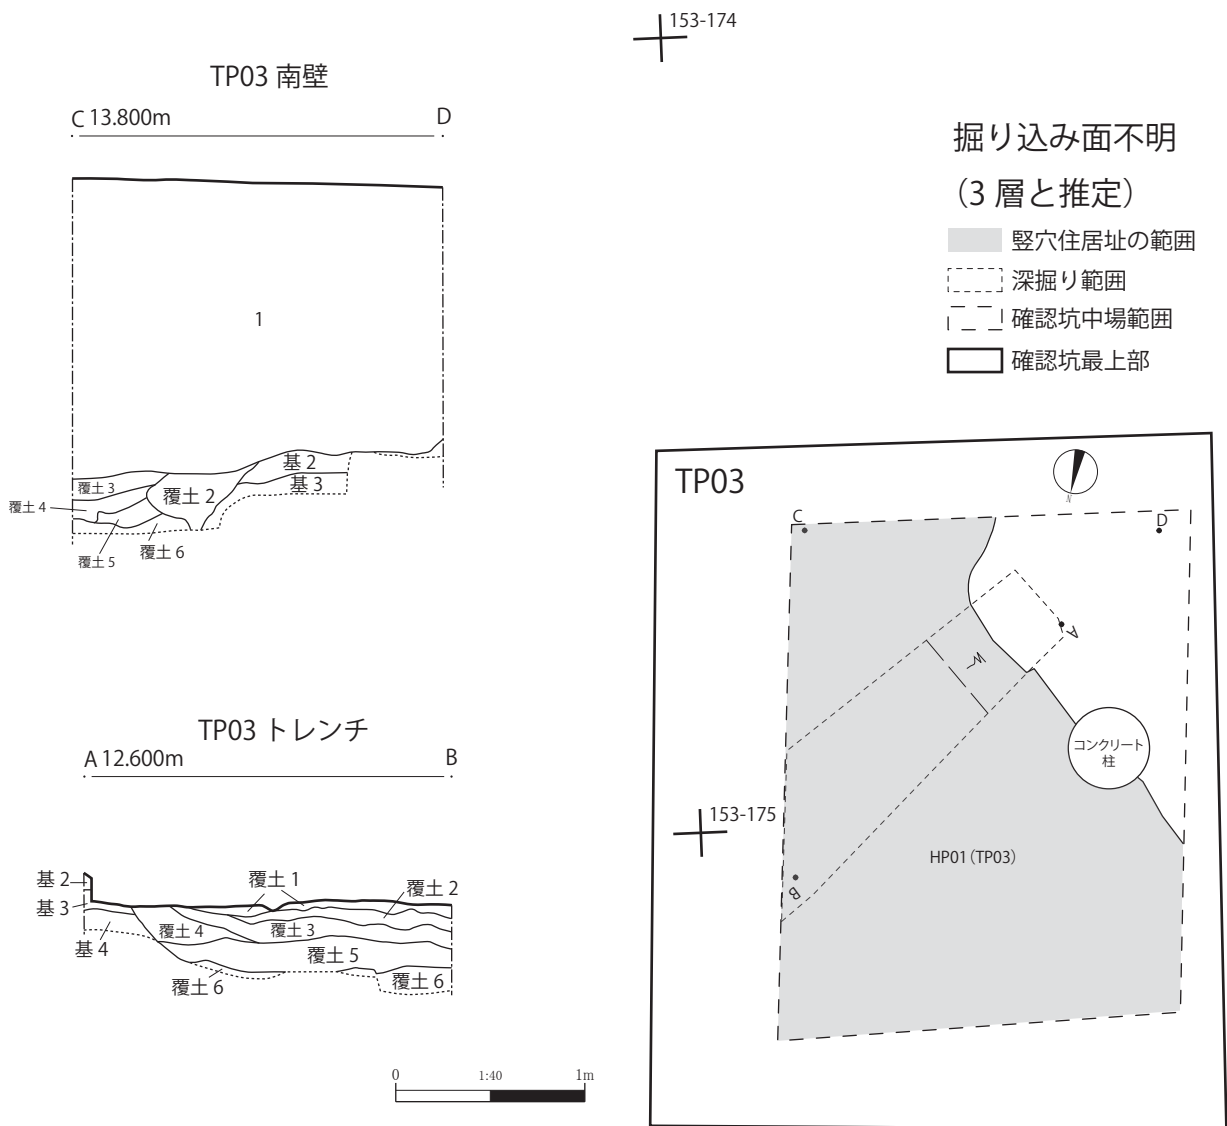 153-174
TP03 南壁
C 13.800m
D
掘り込み面不明
（3 層と推定）
竪穴住居址の範囲
深掘り範囲
確認坑中場範囲
確認坑最上部
1
基 2
基 3
覆土 3
覆土 2
覆土 4
覆土 5
覆土 6
TP03
N
C
D
A
コンクリート
柱
153-175
HP01 (TP03)
B
TP03 トレンチ
A 12.600m
B
基 2
基 3
基 4
覆土 1
覆土 2
覆土 4
覆土 3
覆土 5
覆土 6
覆土 6
0
1:40
1m